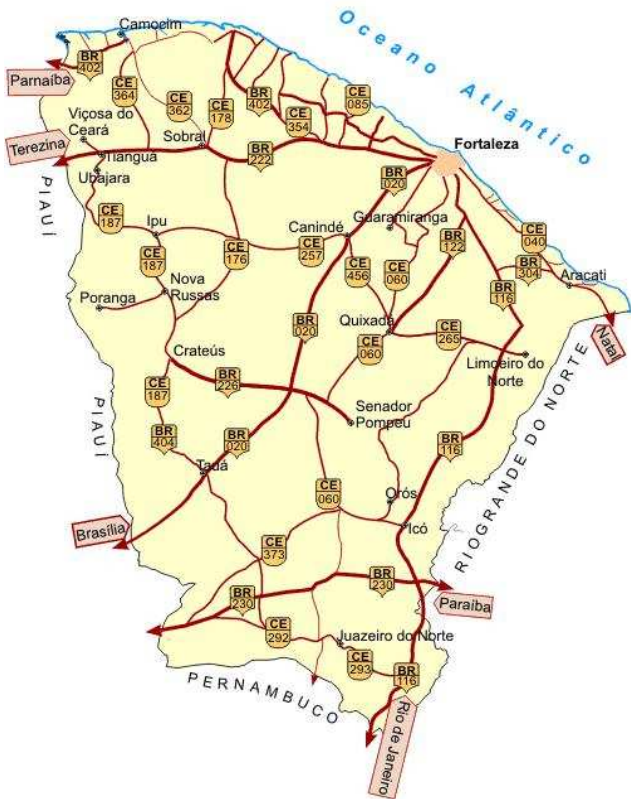 Oceano Atlântico
Camocim
BR
402
Parnaíba
CE
364
CE
362
CE
178
BR
402
CE
354
CE
085
Viçosa do
Ceará
Sobral
Terezina
Tianguá
Ubajara
BR
222
Fortaleza
BR
020
PIAUÍ
CE
187
Ipu
CE
176
Canindé
CE
257
Guaramiranga
CE
456
CE
060
BR
122
CE
040
BR
304
Aracati
BR
116
CE
187
Nova
Russas
Poranga
BR
020
Quixadá
CE
060
CE
265
Limoeiro do
Norte
Natal
Crateús
BR
226
CE
187
PIAUÍ
BR
404
BR
020
Tauá
Senador
Pompeu
BR
116
RIOGRANDE DO NORTE
CE
060
Orós
Icó
Brasília
CE
373
BR
230
BR
230
Paraíba
CE
292
Juazeiro do Norte
CE
293
BR
116
PERNAMBUCO
Rio de Janeiro